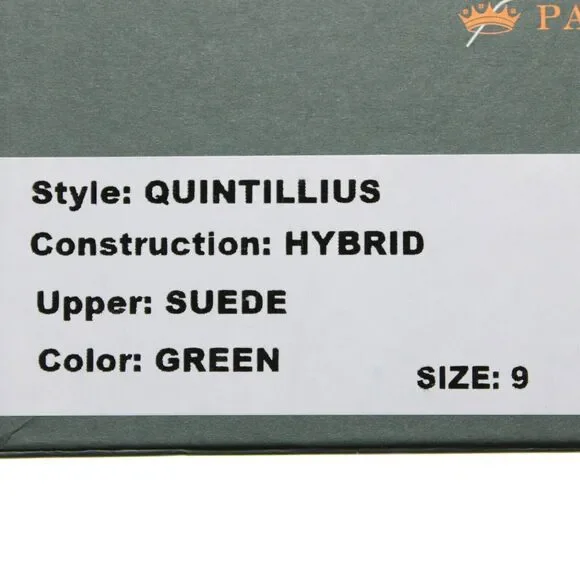 PA
Style: QUINTILLIUS
Construction: HYBRID
Upper: SUEDE
Color: GREEN
SIZE: 9